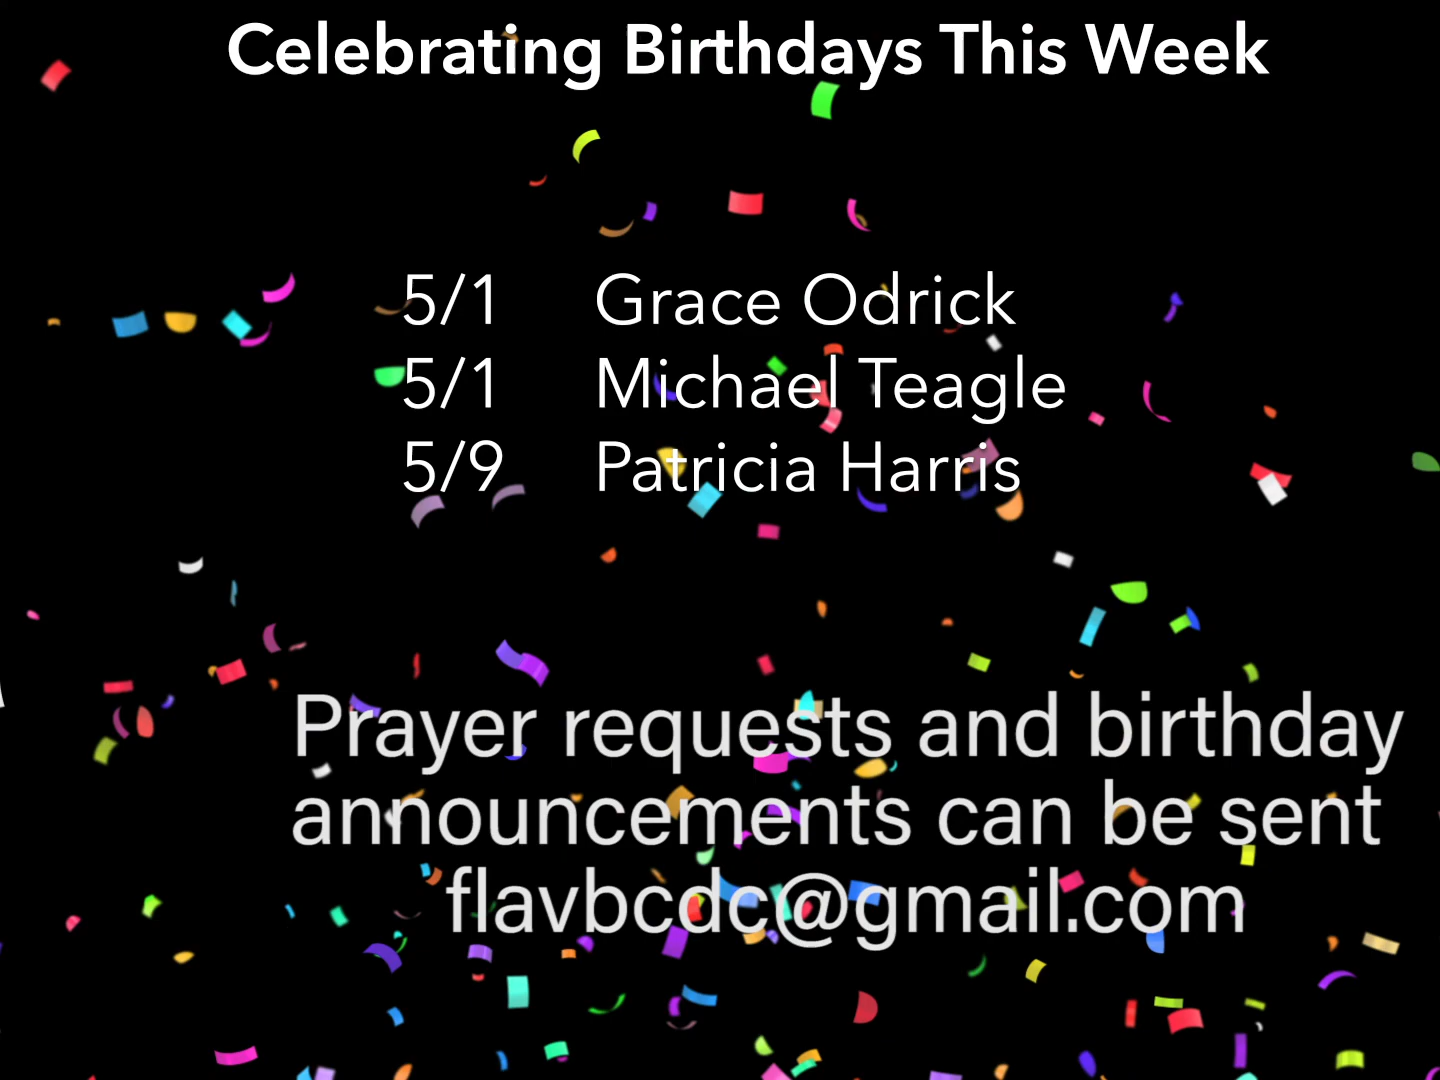 Celebrating Birthdays This Week
5/1 Grace Odrick
5/1 Michael Teagle
5/9 Patricia Harris
Prayer requests and birthday
announcements can be sent
flavbcdc@gmail.com